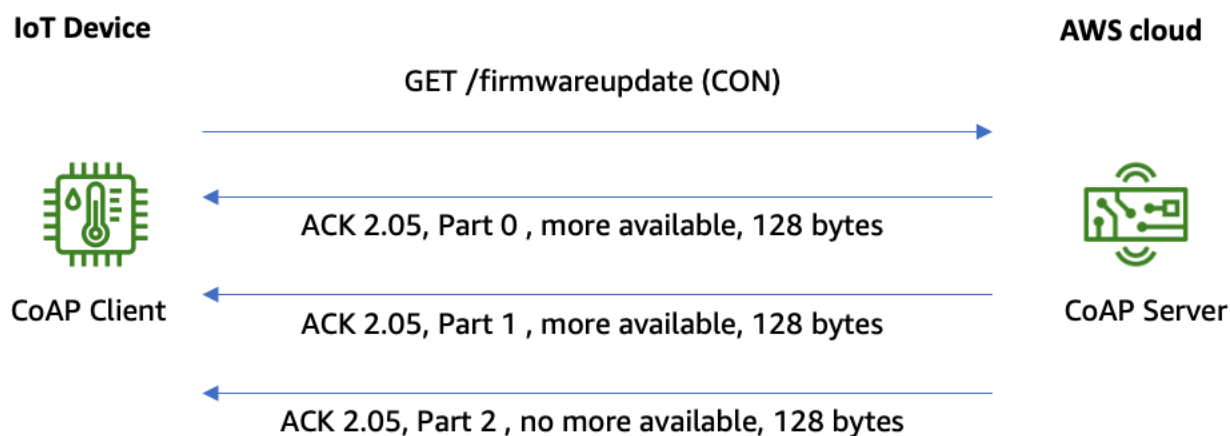 IoT Device
AWS cloud
GET /firmwareupdate (CON)
ACK 2.05, Part 0 , more available, 128 bytes
CoAP Client
CoAP Server
ACK 2.05, Part 1 , more available, 128 bytes
ACK 2.05, Part 2 , no more available, 128 bytes